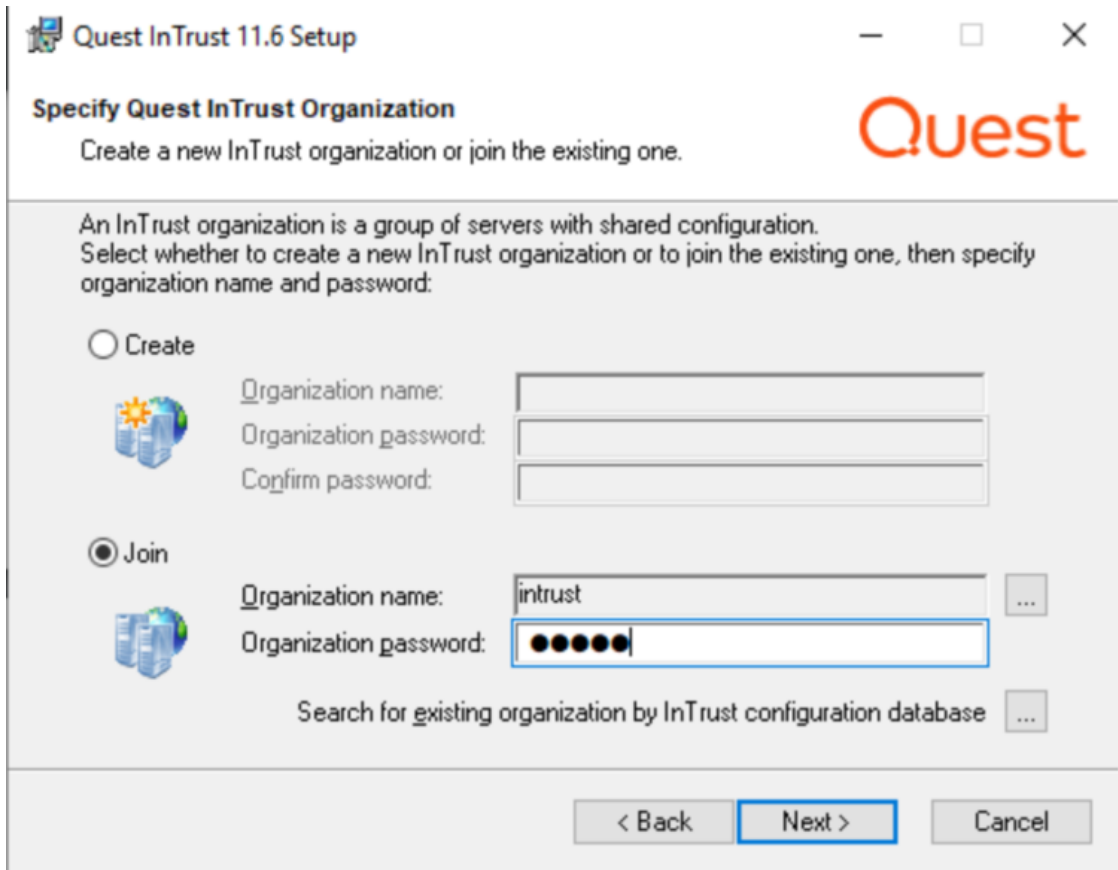 Quest InTrust 11.6 Setup
Specify Quest InTrust Organization
Create a new InTrust organization or join the existing one.
Quest
An InTrust organization is a group of servers with shared configuration.
Select whether to create a new InTrust organization or to join the existing one, then specify
organization name and password:
Create
Organization name:
Organization password:
Confirm password:
Join
Organization name: intrust ...
Organization password: ●●●●●
Search for existing organization by InTrust configuration database ...
< Back Next > Cancel